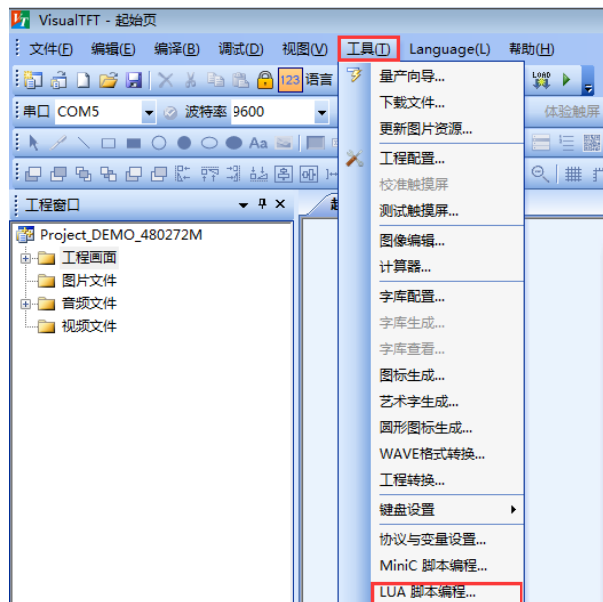 VisualTFT - 起始页
文件(F) 编辑(E) 编译(B) 调试(D) 视图(V) 工具(T) Language(L) 帮助(H)
123 语言 LOAD
串口 COM5 波特率 9600 体验触屏
Aa
工程窗口
Project_DEMO_480272M
工程画面
图片文件
音频文件
视频文件
量产向导...
下载文件...
更新图片资源...
工程配置...
校准触摸屏
测试触摸屏...
图像编辑...
计算器...
字库配置...
字库生成...
字库查看...
图标生成...
艺术字生成...
圆形图标生成...
WAVE格式转换...
工程转换...
键盘设置
协议与变量设置...
MiniC 脚本编程...
LUA 脚本编程...